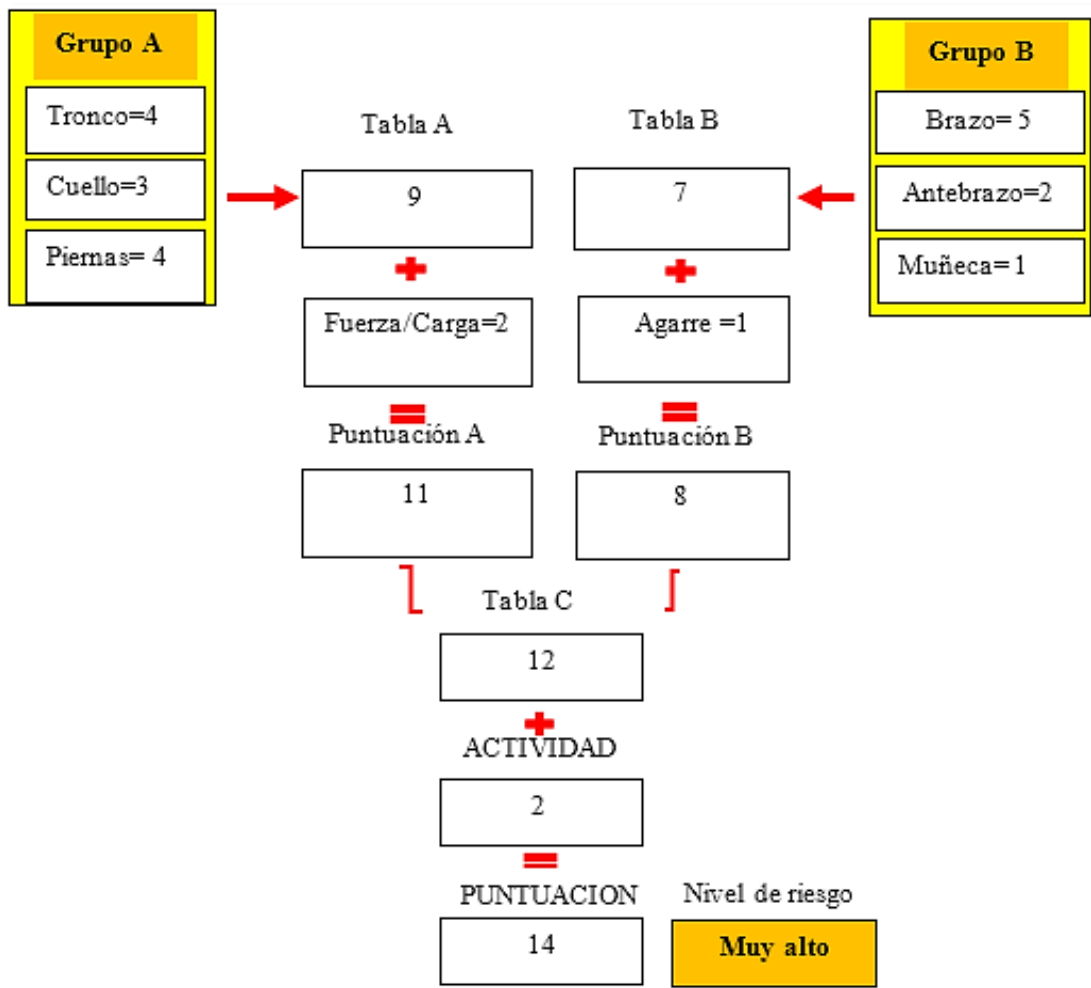 Grupo A
Tronco=4
Cuello=3
Piernas= 4
Grupo B
Brazo= 5
Antebrazo=2
Muñeca= 1
Tabla A
9
Fuerza/Carga=2
Puntuación A
11
Tabla B
7
Agarre =1
Puntuación B
8
Tabla C
12
ACTIVIDAD
2
PUNTUACION
14
Nivel de riesgo
Muy alto